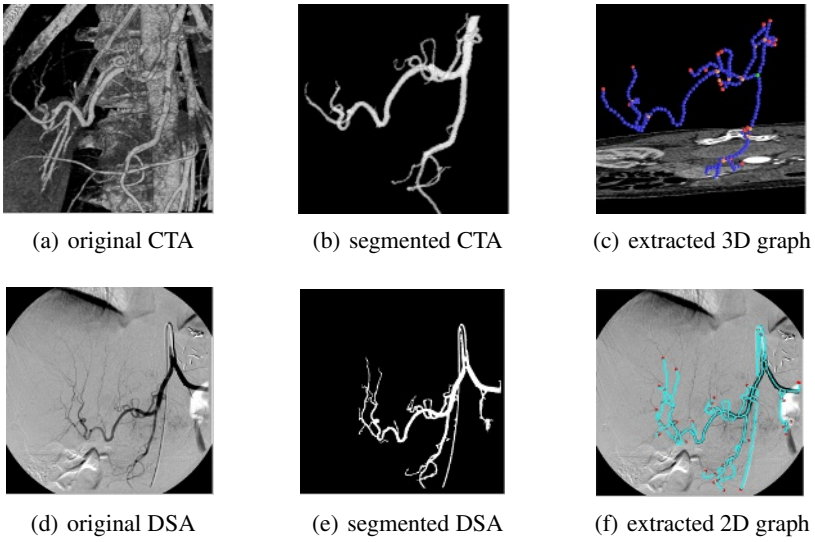 (a) original CTA
(b) segmented CTA
(c) extracted 3D graph
(d) original DSA
(e) segmented DSA
(f) extracted 2D graph